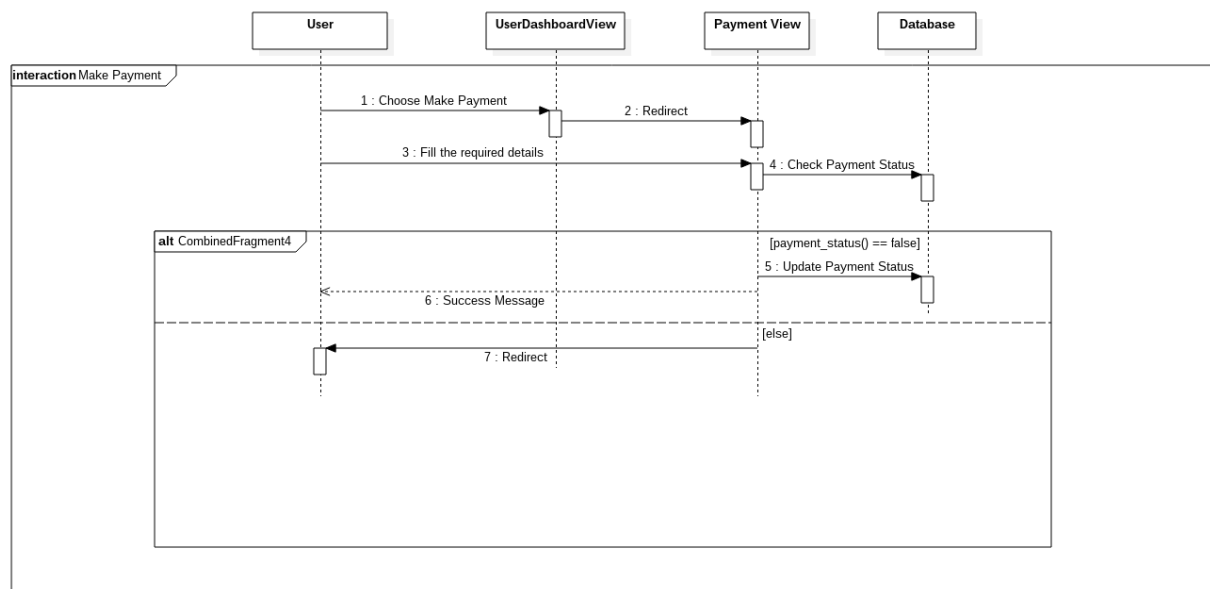 User
UserDashboardView
Payment View
Database
interaction Make Payment
1 : Choose Make Payment
2 : Redirect
3 : Fill the required details
4 : Check Payment Status
alt CombinedFragment4
[payment_status() == false]
5 : Update Payment Status
6 : Success Message
[else]
7 : Redirect